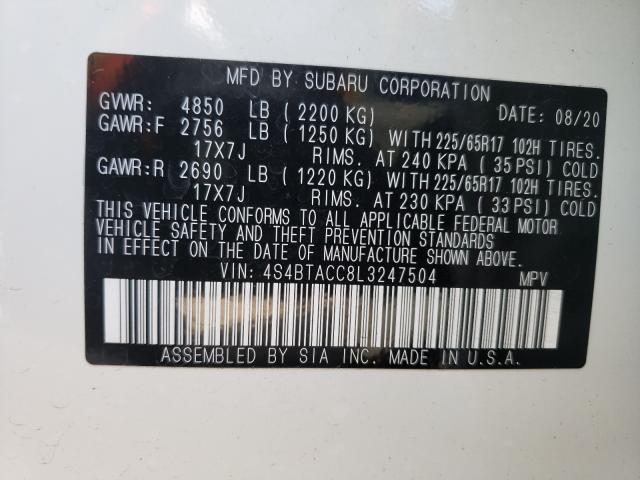 MFD BY SUBARU CORPORATION
GVWR: 4850 LB (2200 KG) DATE: 08/20
GAWR:F 2756 LB (1250 KG) WITH 225/65R17 102H TIRES.
17X7J RIMS. AT 240 KPA (35 PSI) COLD
GAWR:R 2690 LB (1220 KG) WITH 225/65R17 102H TIRES.
17X7J RIMS. AT 230 KPA (33 PSI) COLD
THIS VEHICLE CONFORMS TO ALL APPLICABLE FEDERAL MOTOR
VEHICLE SAFETY AND THEFT PREVENTION STANDARDS
IN EFFECT ON THE DATE OF MANUFACTURE SHOWN ABOVE.
VIN: 4S4BTACC8L3247504 MPV
ASSEMBLED BY SIA INC. MADE IN U.S.A.